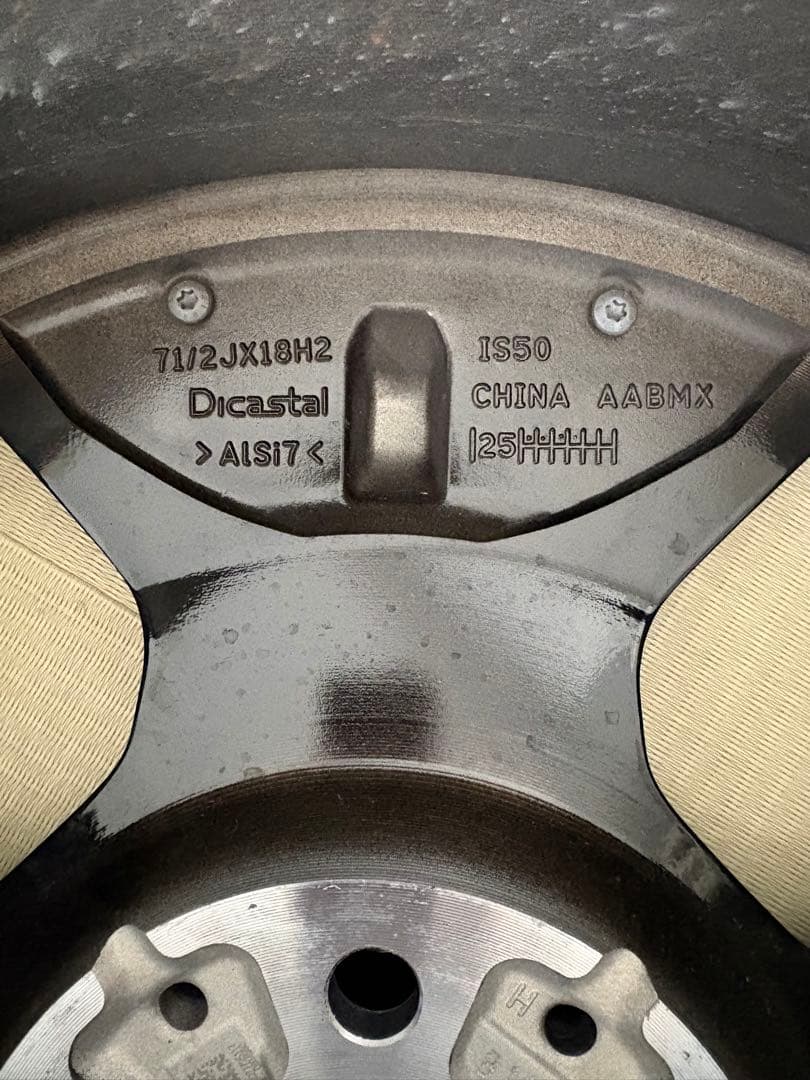 71/2JX18H2
Dicastal
>AlSi7<
IS50
CHINA AABMX
25
H